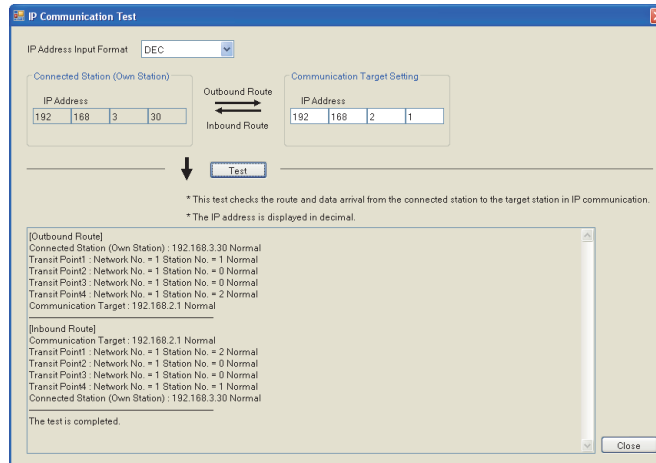 IP Communication Test
IP Address Input Format DEC
Connected Station (Own Station)
IP Address
192 168 3 30
Outbound Route
Inbound Route
Communication Target Setting
IP Address
192 168 2 1
Test
* This test checks the route and data arrival from the connected station to the target station in IP communication.
* The IP address is displayed in decimal.
[Outbound Route]
Connected Station (Own Station) : 192.168.3.30 Normal
Transit Point1 : Network No. = 1 Station No. = 1 Normal
Transit Point2 : Network No. = 1 Station No. = 0 Normal
Transit Point3 : Network No. = 1 Station No. = 0 Normal
Transit Point4 : Network No. = 1 Station No. = 2 Normal
Communication Target : 192.168.2.1 Normal
[Inbound Route]
Communication Target : 192.168.2.1 Normal
Transit Point1 : Network No. = 1 Station No. = 2 Normal
Transit Point2 : Network No. = 1 Station No. = 0 Normal
Transit Point3 : Network No. = 1 Station No. = 0 Normal
Transit Point4 : Network No. = 1 Station No. = 1 Normal
Connected Station (Own Station) : 192.168.3.30 Normal
The test is completed.
Close